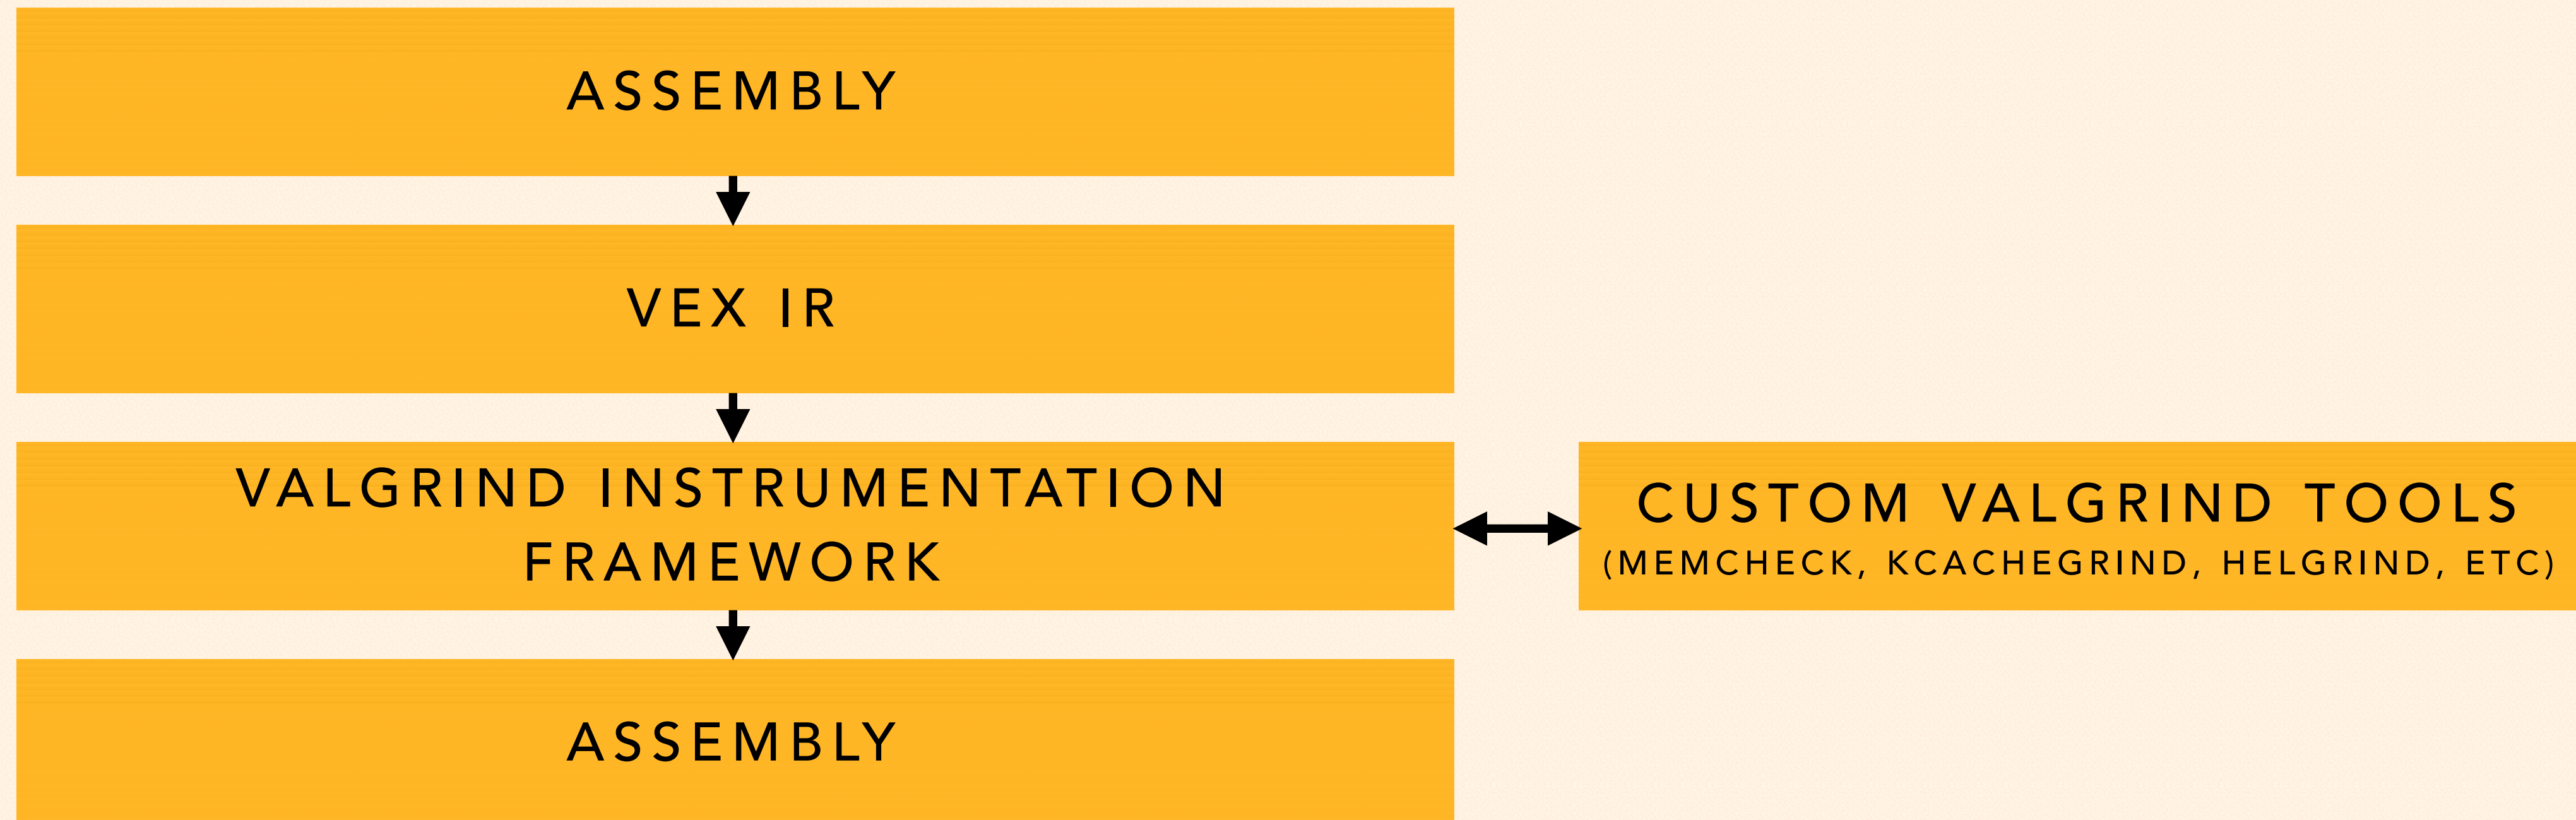 ASSEMBLY
VEX IR
VALGRIND INSTRUMENTATION
FRAMEWORK
CUSTOM VALGRIND TOOLS
(MEMCHECK, KCACHEGRIND, HELGRIND, ETC)
ASSEMBLY